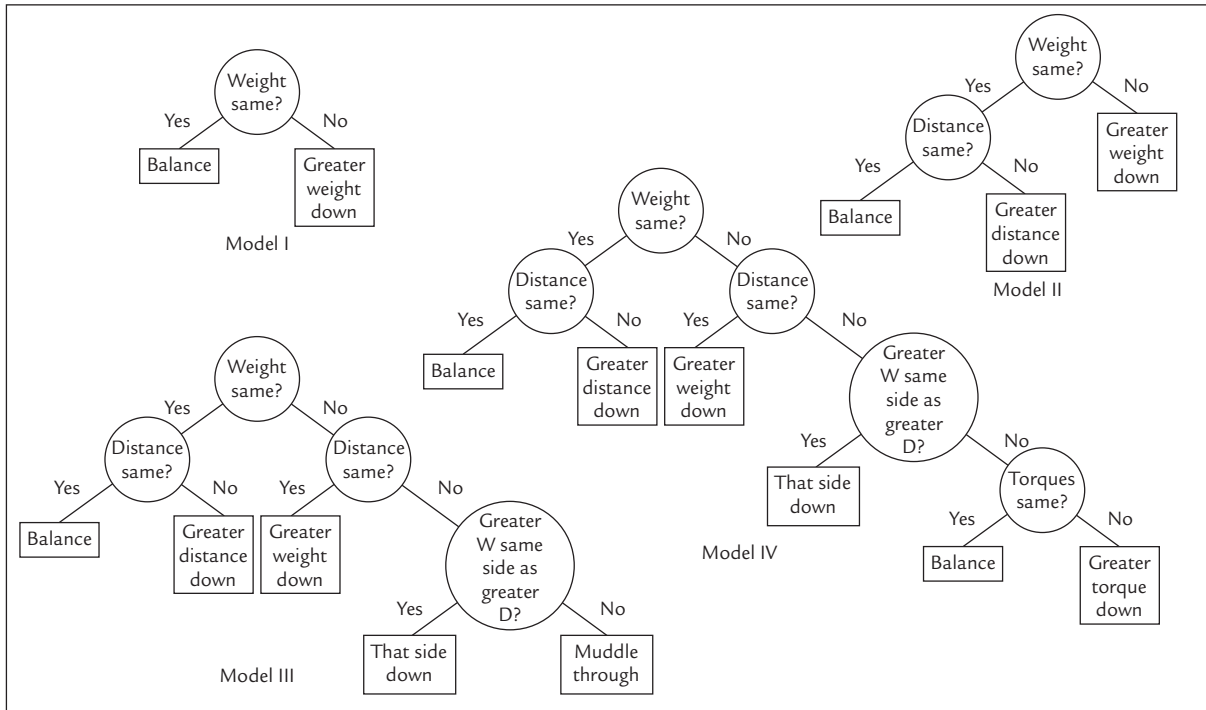 Weight
same?
Yes
No
Balance
Greater
weight
down
Model I
Weight
same?
Yes
No
Distance
same?
Greater
weight
down
Yes
No
Balance
Greater
distance
down
Model II
Weight
same?
Yes
No
Distance
same?
Distance
same?
Yes
No
Yes
No
Balance
Greater
distance
down
Greater
weight
down
Greater
W same
side as
greater
D?
Yes
No
That side
down
Torques
same?
Yes
No
Balance
Greater
torque
down
Model IV
Weight
same?
Yes
No
Distance
same?
Distance
same?
Yes
No
Yes
No
Balance
Greater
distance
down
Greater
weight
down
Greater
W same
side as
greater
D?
Yes
No
That side
down
Muddle
through
Model III